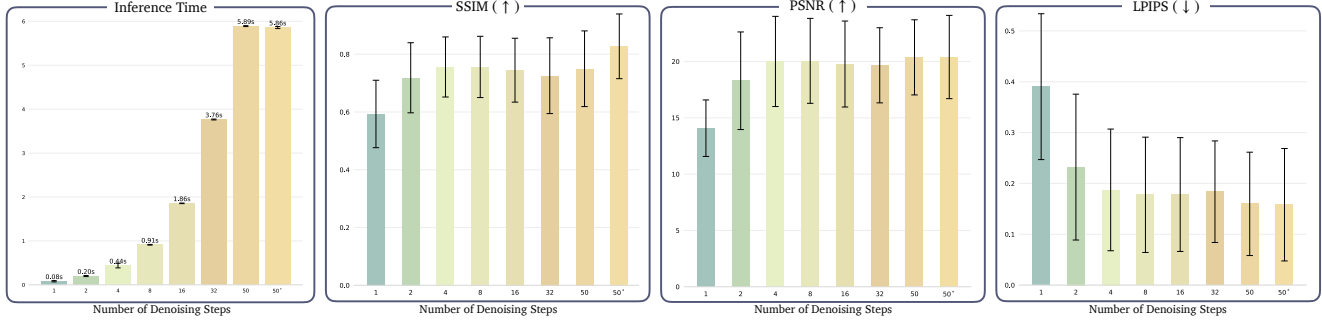 Inference Time
6
5
4
3
2
1
0
0.08s
0.20s
0.44s
0.91s
1.86s
3.76s
5.89s
5.86s
1 2 4 8 16 32 50 50*
Number of Denoising Steps
SSIM ( ↑ )
0.8
0.6
0.4
0.2
0.0
1 2 4 8 16 32 50 50*
Number of Denoising Steps
PSNR ( ↑ )
20
15
10
5
0
1 2 4 8 16 32 50 50*
Number of Denoising Steps
LPIPS ( ↓ )
0.5
0.4
0.3
0.2
0.1
0.0
1 2 4 8 16 32 50 50*
Number of Denoising Steps